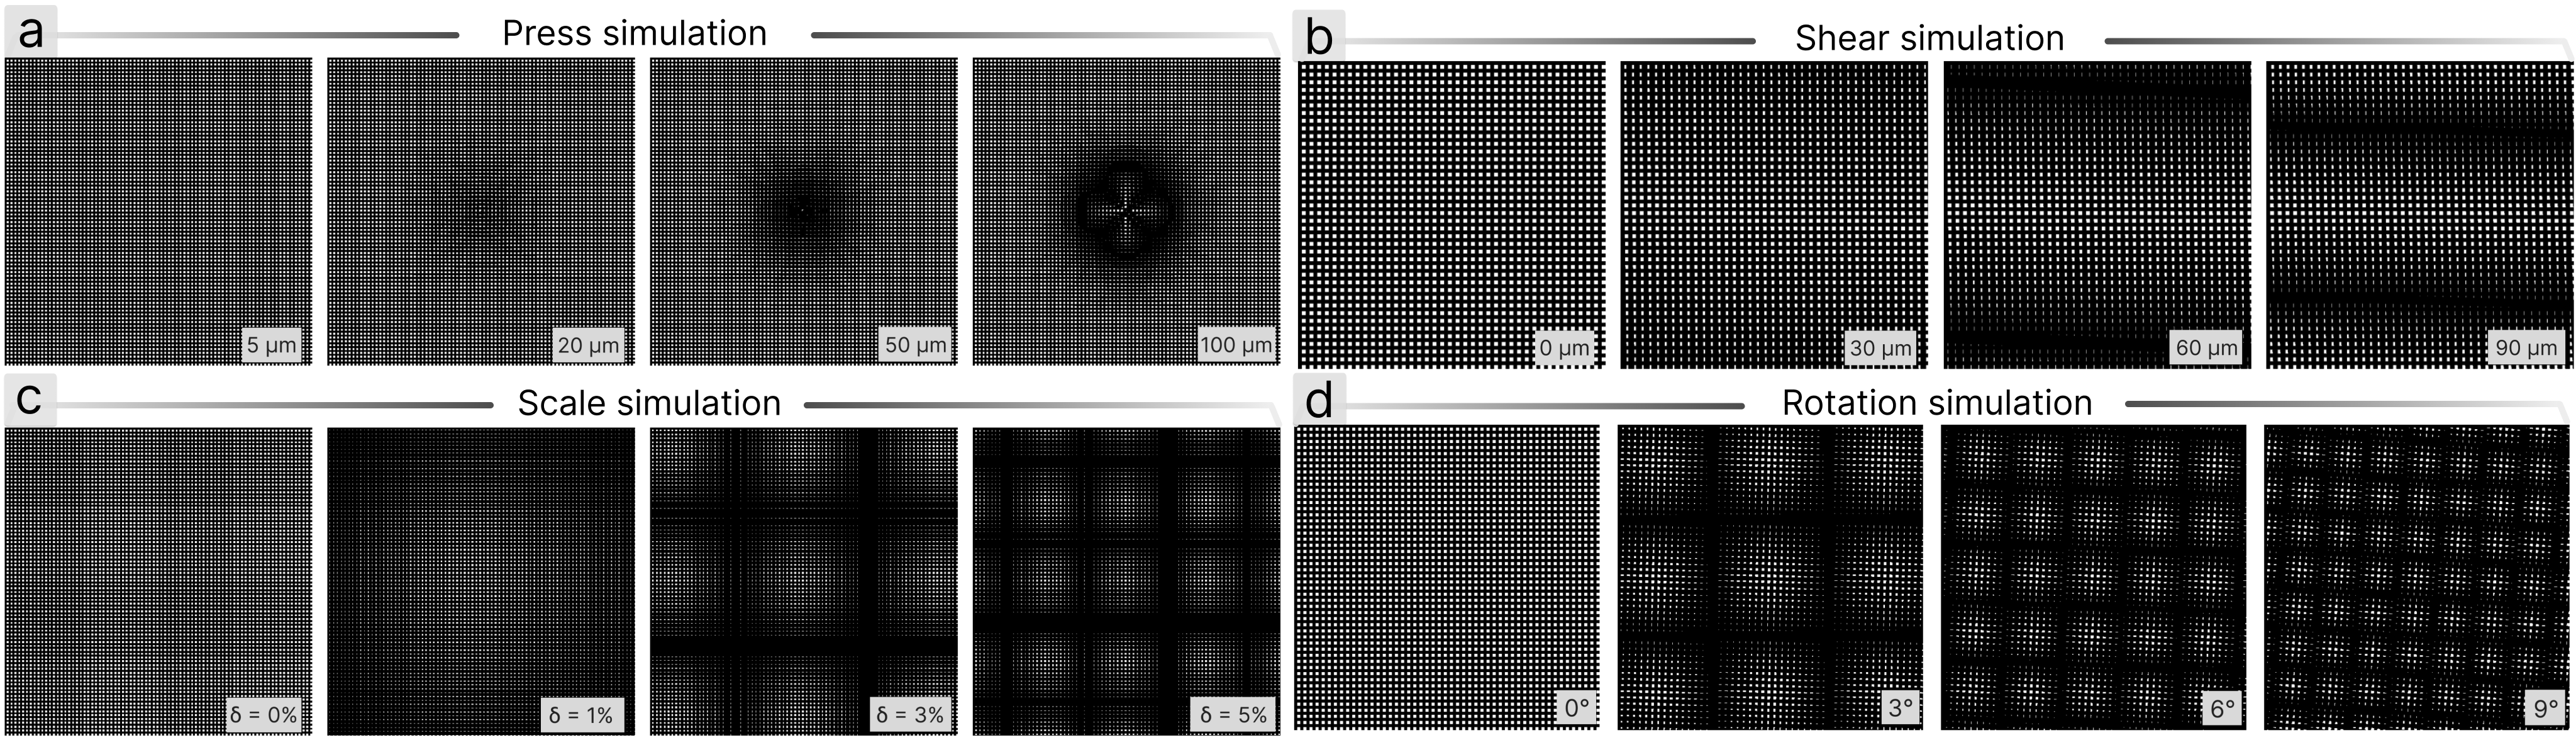 a
Press simulation
5 μm
20 μm
50 μm
100 μm
b
Shear simulation
0 μm
30 μm
60 μm
90 μm
c
Scale simulation
δ = 0%
δ = 1%
δ = 3%
δ = 5%
d
Rotation simulation
0°
3°
6°
9°